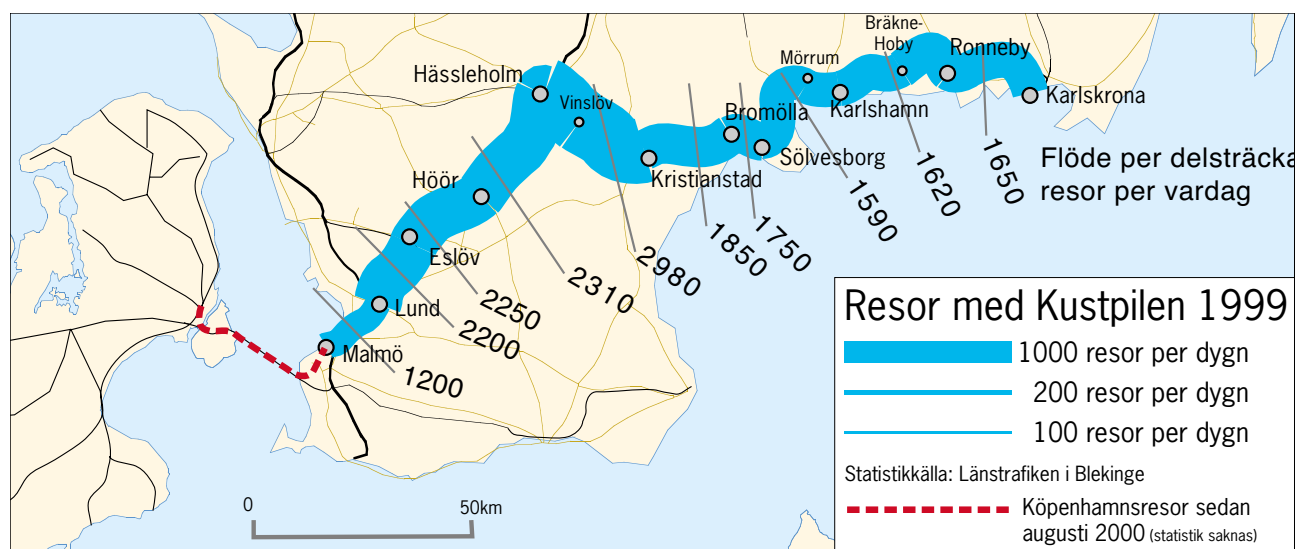 Bräkne-
Hoby
Ronneby
Mörrum
Hässleholm
Karlshamn
Karlskrona
Vinslöv
Bromölla
Sölvesborg
Flöde per delsträcka
resor per vardag
Höör
Kristianstad
Eslöv
Lund
Malmö
1200
2200
2250
2310
2980
1850
1750
1590
1620
1650
Resor med Kustpilen 1999
1000 resor per dygn
200 resor per dygn
100 resor per dygn
Statistikkälla: Länstrafiken i Blekinge
Köpenhamnsresor sedan
augusti 2000 (statistik saknas)
0 50km